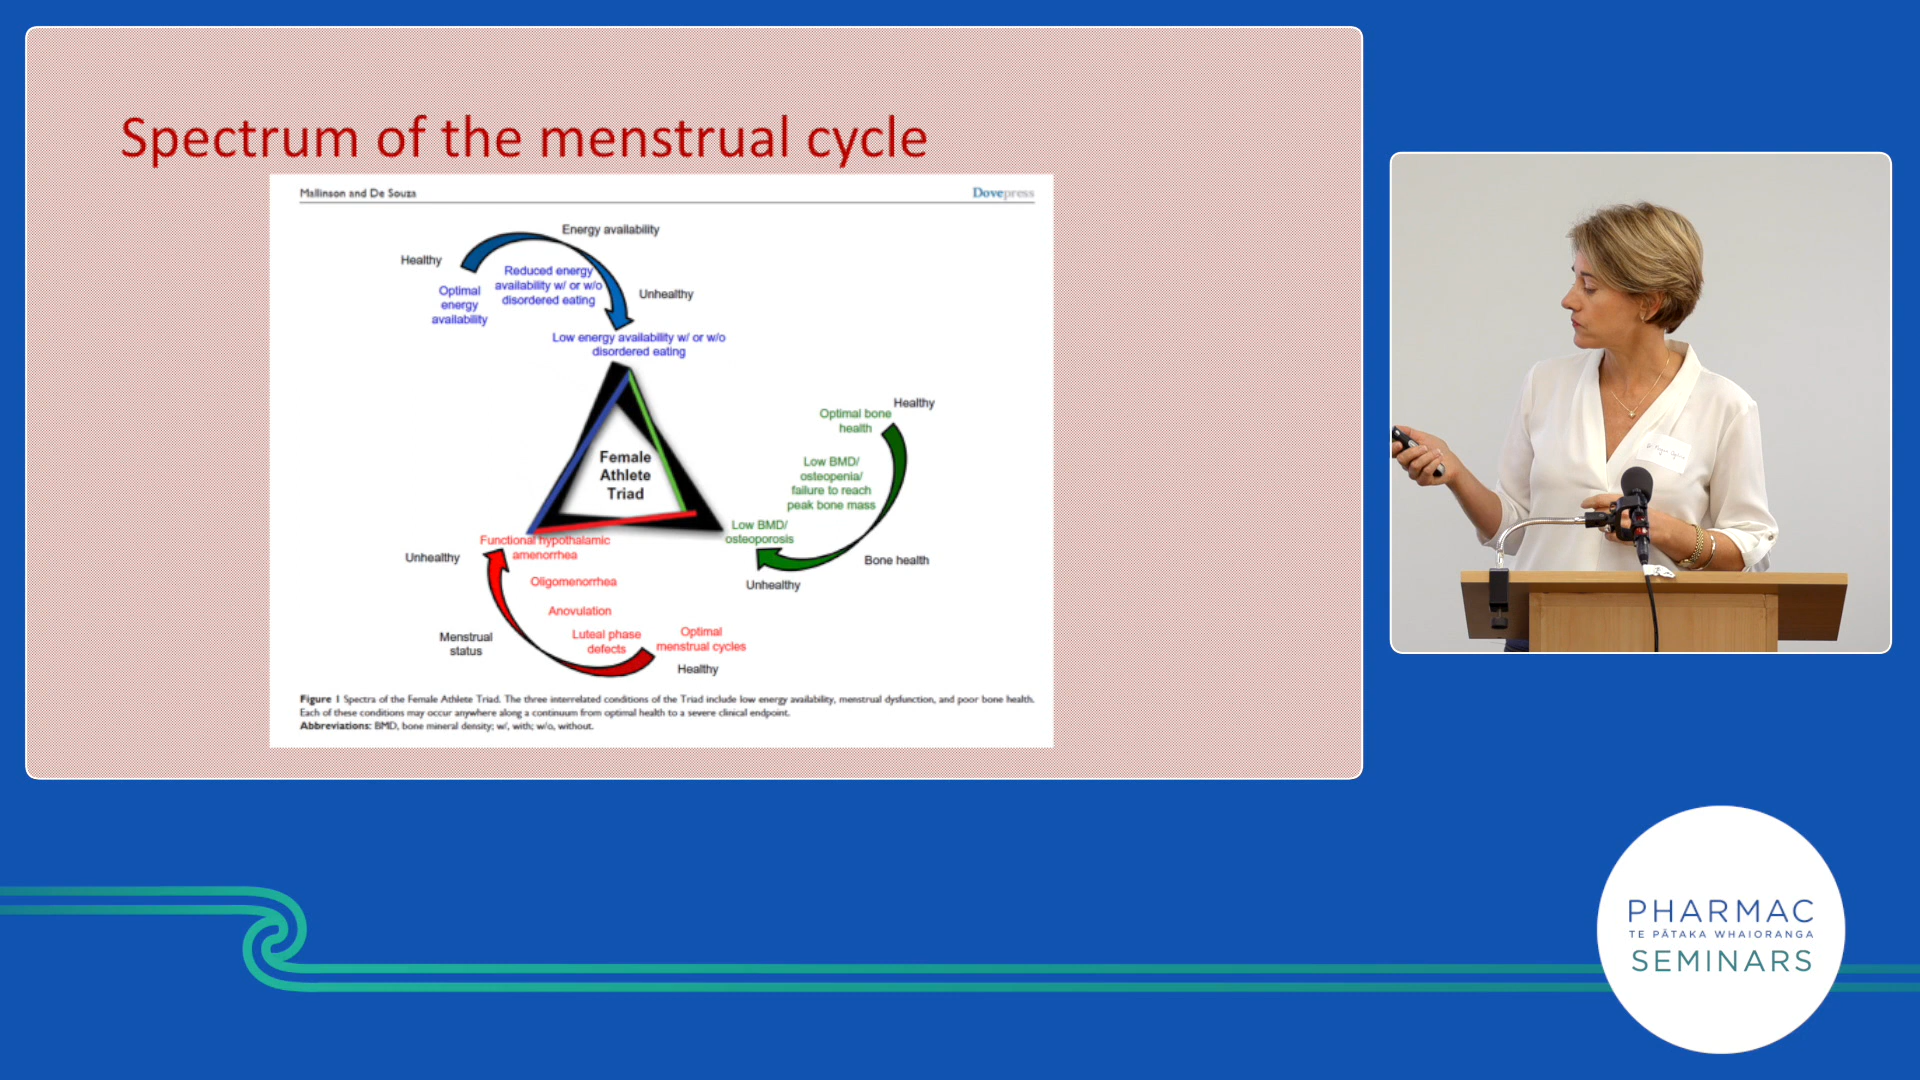 Spectrum of the menstrual cycle
Mallinson and De Souza
Dovepress
Energy availability
Healthy
Reduced energy
availability w/ or w/o
disordered eating
Optimal
energy
availability
Unhealthy
Low energy availability w/ or w/o
disordered eating
Healthy
Optimal bone
health
Female
Athlete
Triad
Low BMD/
osteopenia/
failure to reach
peak bone mass
Low BMD/
osteoporosis
Bone health
Unhealthy
Functional hypothalamic
amenorrhea
Unhealthy
Oligomenorrhea
Anovulation
Menstrual
status
Luteal phase
defects
Optimal
menstrual cycles
Healthy
Figure 1 Spectra of the Female Athlete Triad. The three interrelated conditions of the Triad include low energy availability, menstrual dysfunction, and poor bone health.
Each of these conditions may occur anywhere along a continuum from optimal health to a severe clinical endpoint.
Abbreviations: BMD, bone mineral density; w/, with; w/o, without.
PHARMAC
TE PĀTAKA WHAIORANGA
SEMINARS